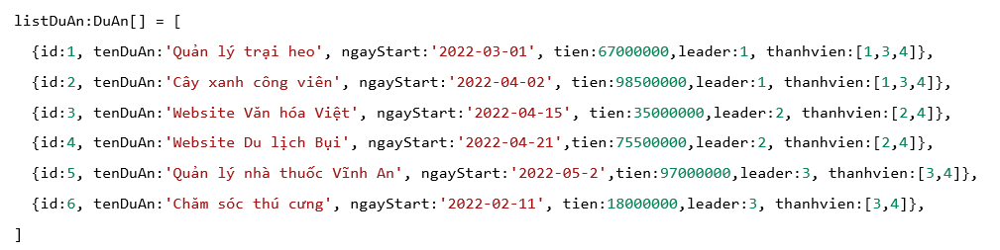 listDuAn:DuAn[] = [
{id:1, tenDuAn:'Quản lý trại heo', ngayStart:'2022-03-01', tien:67000000,leader:1, thanhvien:[1,3,4]},
{id:2, tenDuAn:'Cây xanh công viên', ngayStart:'2022-04-02', tien:98500000,leader:1, thanhvien:[1,3,4]},
{id:3, tenDuAn:'Website Văn hóa Việt', ngayStart:'2022-04-15', tien:35000000,leader:2, thanhvien:[2,4]},
{id:4, tenDuAn:'Website Du lịch Bụi', ngayStart:'2022-04-21',tien:75500000,leader:2, thanhvien:[2,4]},
{id:5, tenDuAn:'Quản lý nhà thuốc Vĩnh An', ngayStart:'2022-05-2',tien:97000000,leader:3, thanhvien:[3,4]},
{id:6, tenDuAn:'Chăm sóc thú cưng', ngayStart:'2022-02-11', tien:18000000,leader:3, thanhvien:[3,4]},
]